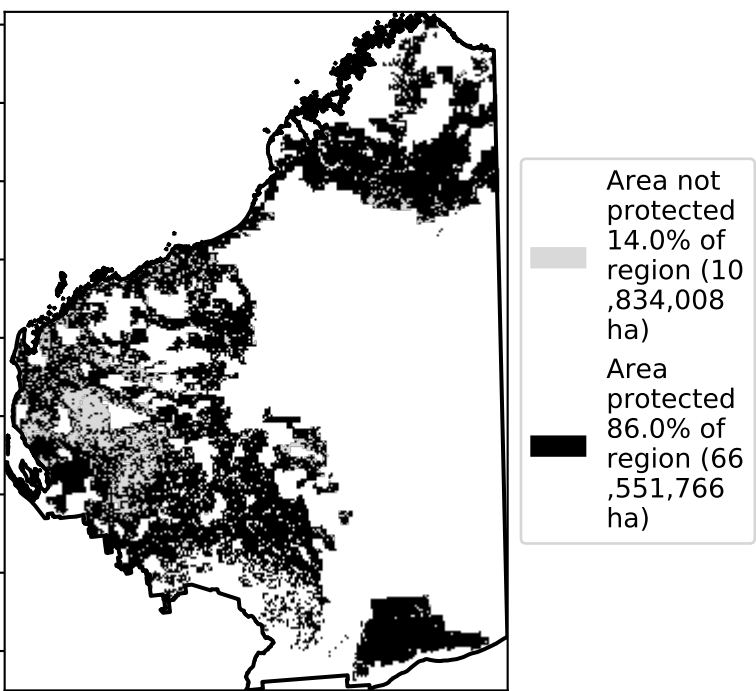 Area not
protected
14.0% of
region (10
,834,008
ha)
Area
protected
86.0% of
region (66
,551,766
ha)